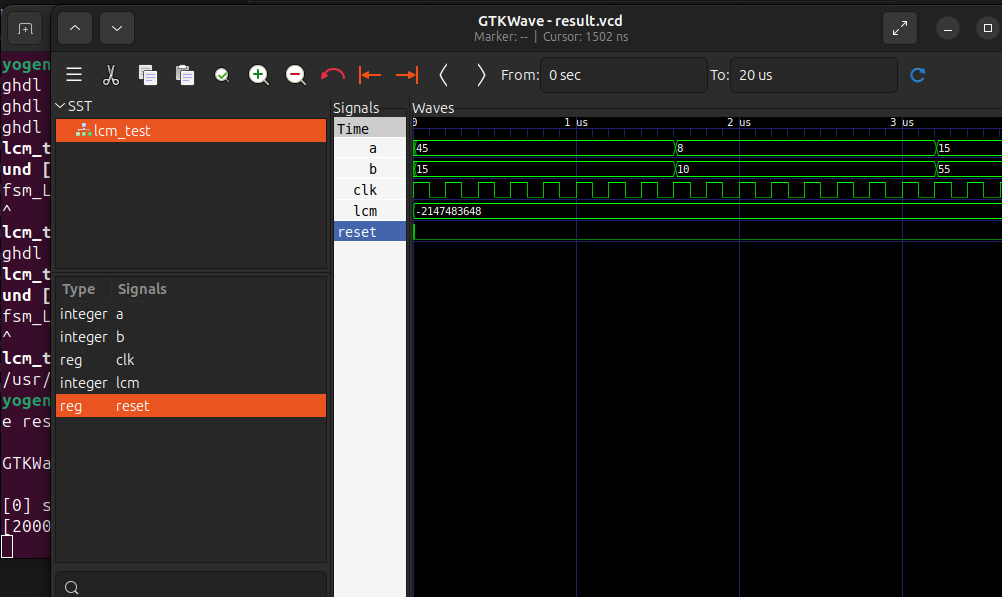 GTKWave - result.vcd
Marker: -- | Cursor: 1502 ns
From: 0 sec To: 20 us
SST
lcm_test
Type Signals
integer a
integer b
reg clk
integer lcm
reg reset
Signals
Time
a
b
clk
lcm
reset
Waves
0 1 us 2 us 3 us
45 8 15
15 10 55
-2147483648
yogen
ghdl
ghdl
ghdl
lcm_t
und [
fsm_L
^
lcm_t
ghdl
lcm_t
und [
fsm_L
^
lcm_t
/usr/
yogen
e res
GTKWa
[0] s
[2000